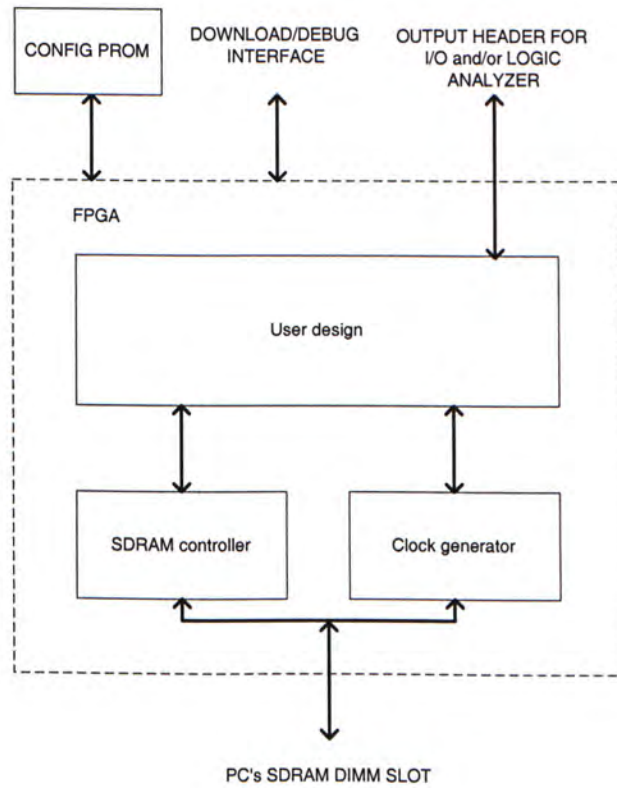 CONFIG PROM
DOWNLOAD/DEBUG
INTERFACE
OUTPUT HEADER FOR
I/O and/or LOGIC
ANALYZER
FPGA
User design
SDRAM controller
Clock generator
PC's SDRAM DIMM SLOT